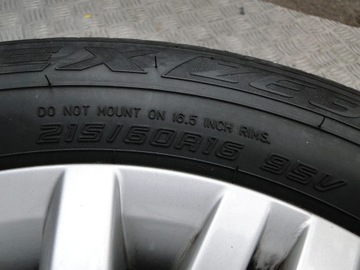 DO NOT MOUNT ON 16.5 INCH RIMS.
215/60R16 95V